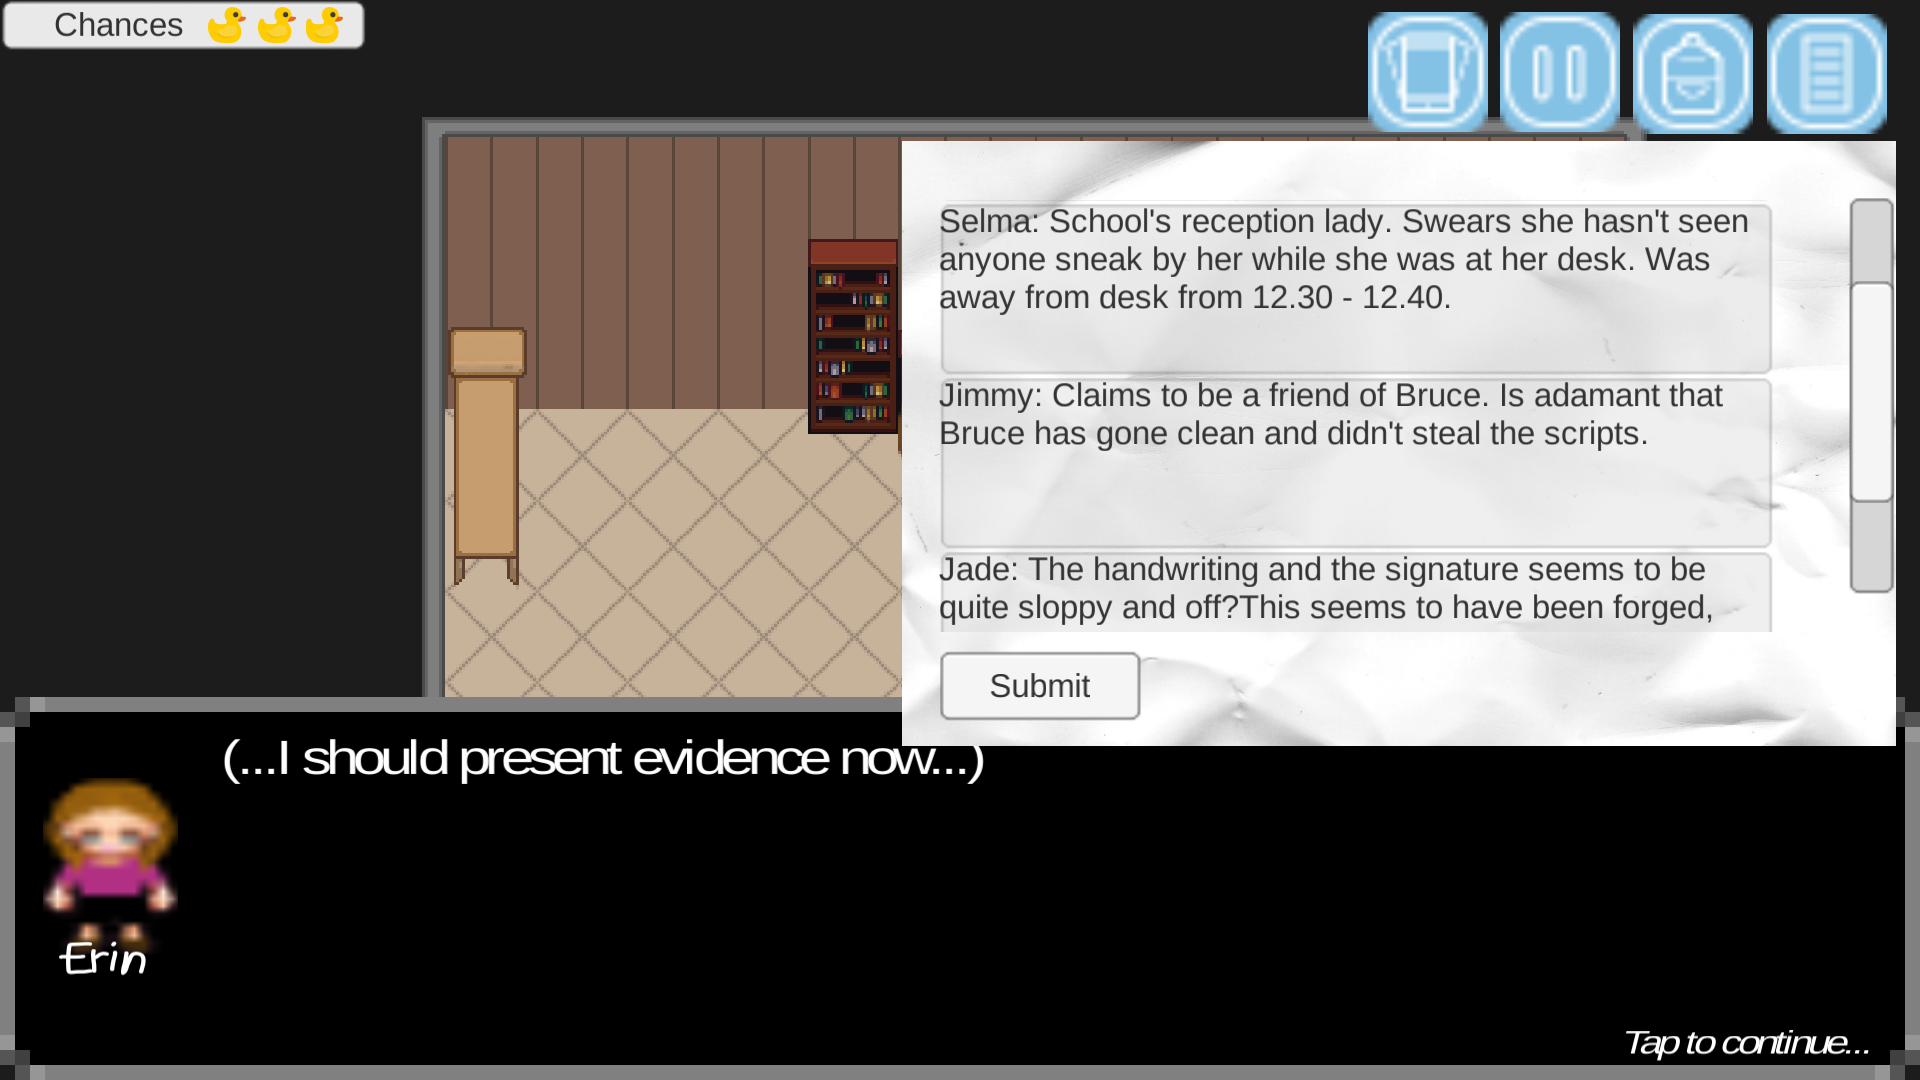 Chances
Selma: School's reception lady. Swears she hasn't seen
anyone sneak by her while she was at her desk. Was
away from desk from 12.30 - 12.40.
Jimmy: Claims to be a friend of Bruce. Is adamant that
Bruce has gone clean and didn't steal the scripts.
Jade: The handwriting and the signature seems to be
quite sloppy and off?This seems to have been forged,
Submit
(...I should present evidence now...)
Erin
Tap to continue...